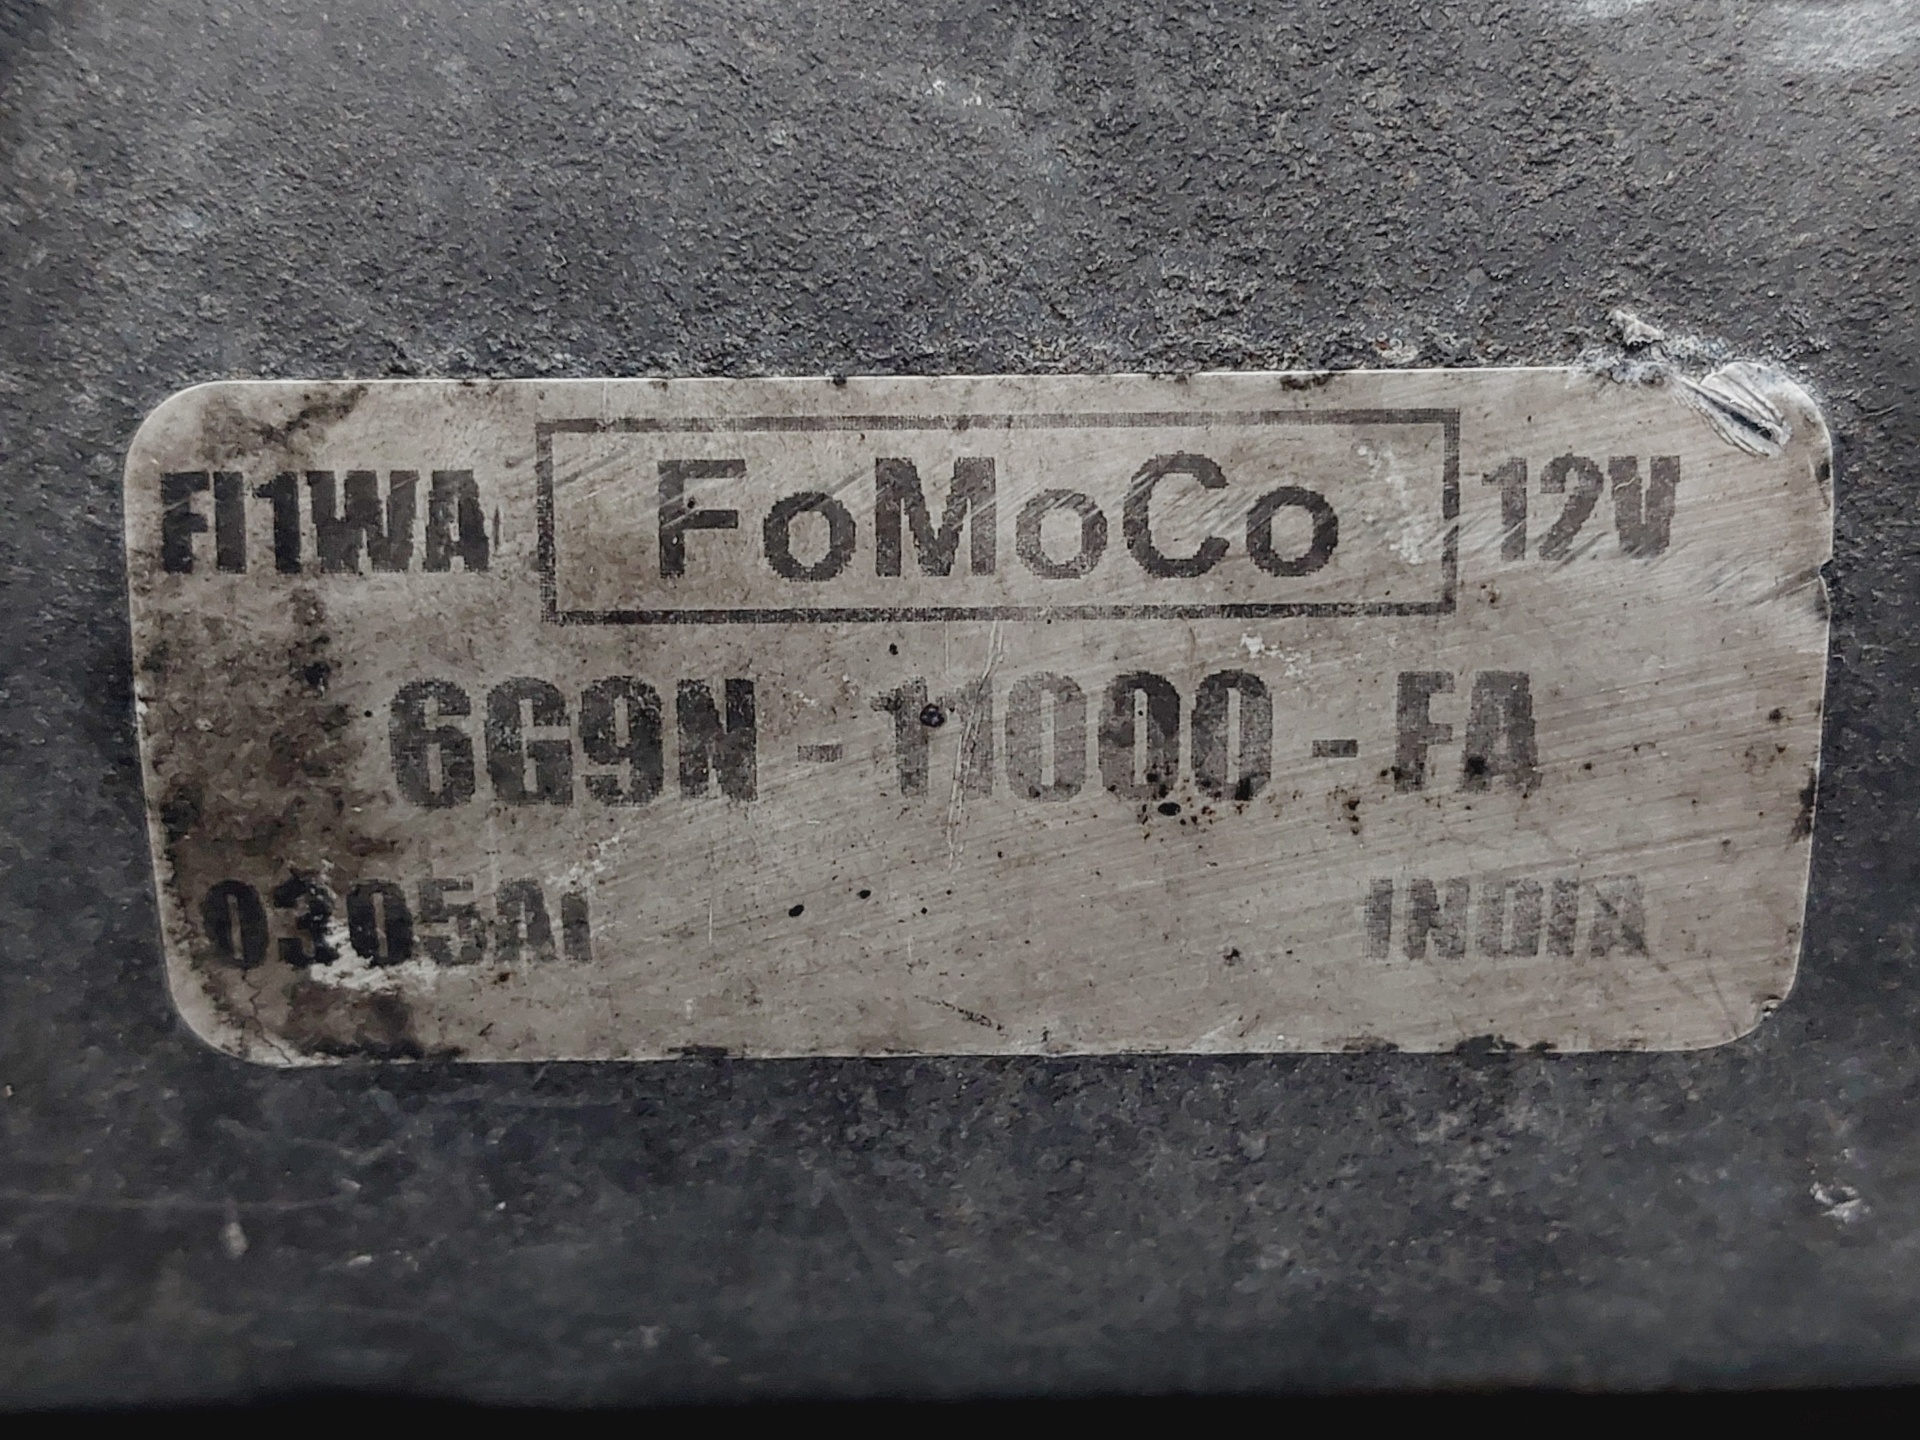 FI1WA FoMoCo 12V
6G9N - 11000 - FA
0305AI INDIA